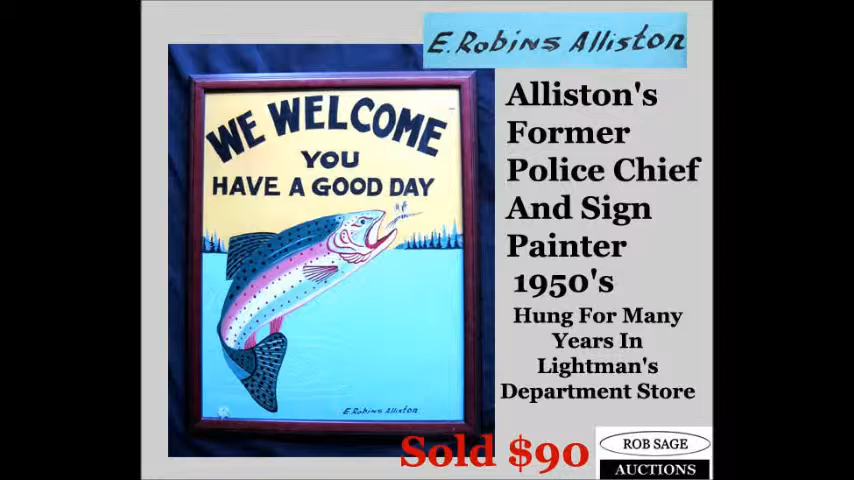 E. Robins Alliston
WE WELCOME
YOU
HAVE A GOOD DAY
E. Robins Alliston
Alliston's
Former
Police Chief
And Sign
Painter
1950's
Hung For Many
Years In
Lightman's
Department Store
Sold $90
ROB SAGE
AUCTIONS